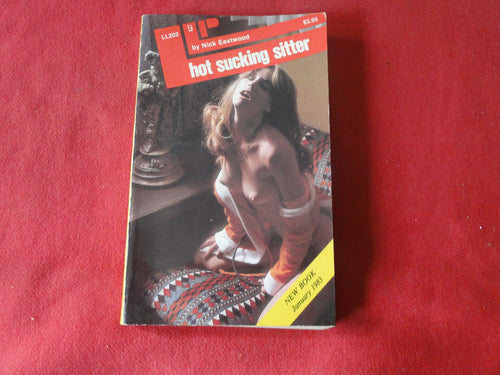 LL202
$3.95
by Nick Eastwood
hot sucking sitter
NEW BOOK
January 1983